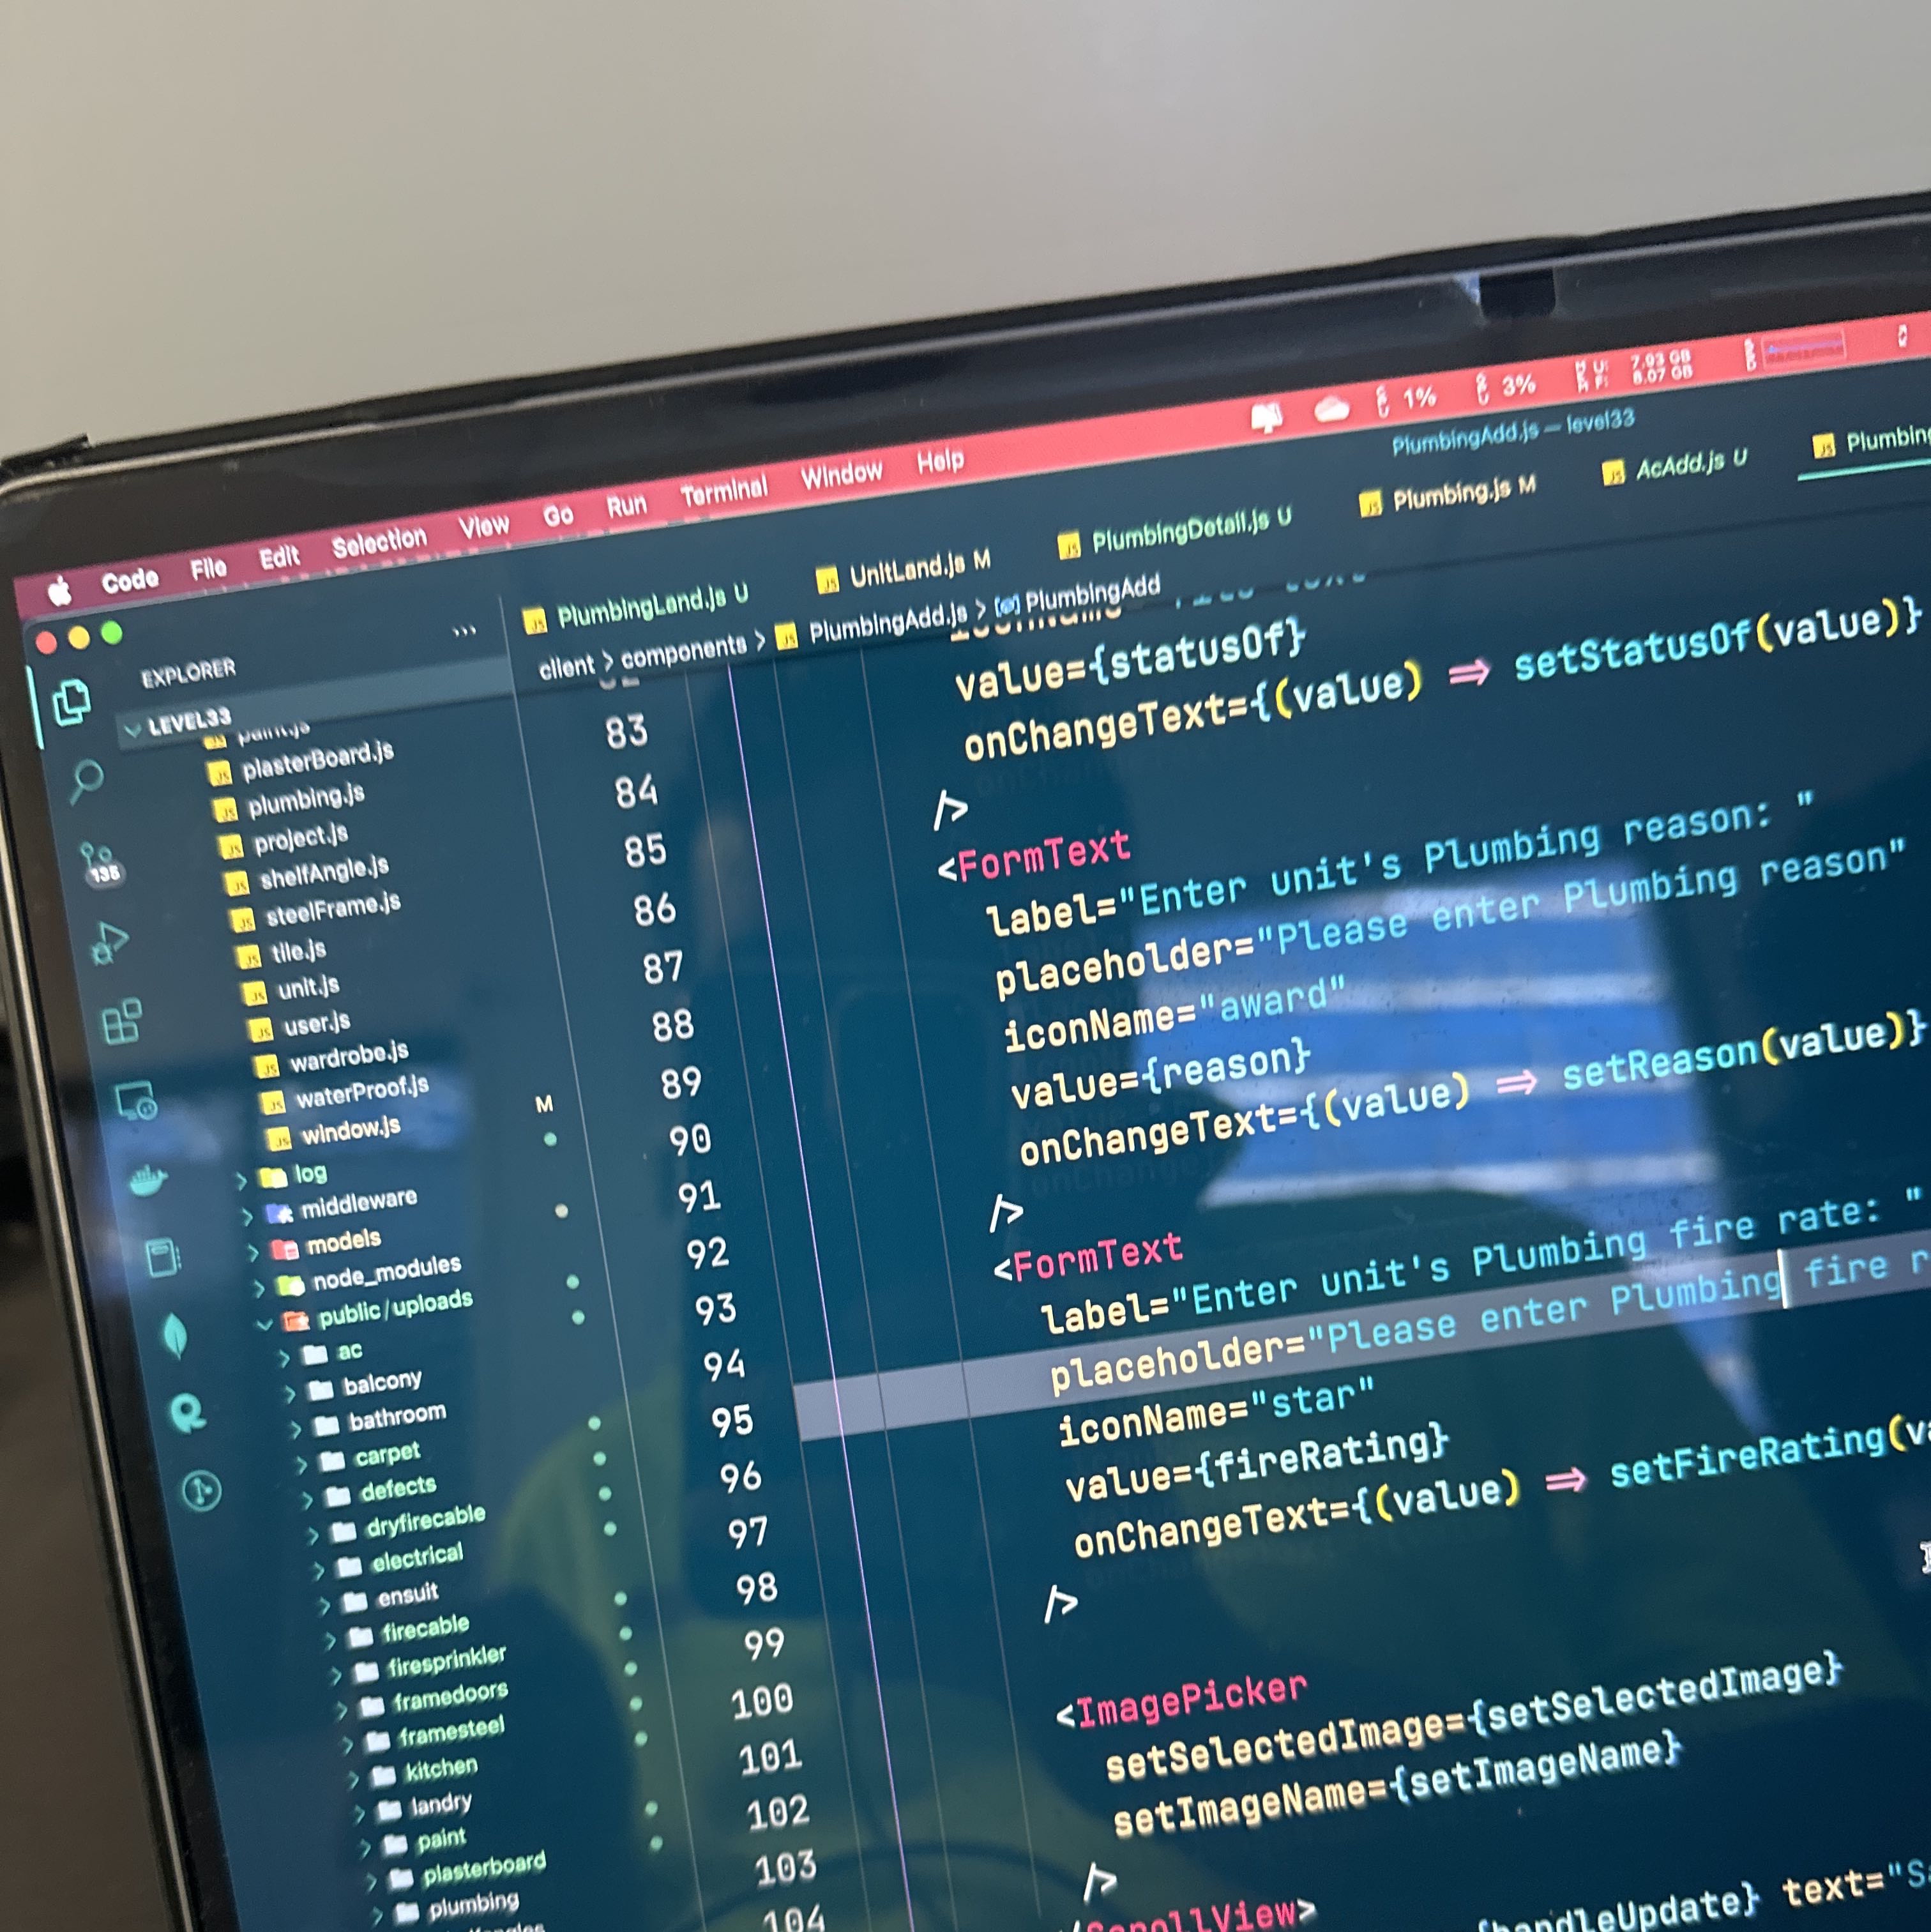 Code File Edit Selection View Go Run Terminal Window Help 1% 3% U: 7.93 GB F: 8.07 GB
PlumbingAdd.js — level33
PlumbingLand.js U UnitLand.js M PlumbingDetail.js U Plumbing.js M AcAdd.js U
client > components > PlumbingAdd.js > PlumbingAdd
EXPLORER
LEVEL33
paint.js
plasterBoard.js
plumbing.js
project.js
shelfAngle.js
steelFrame.js
tile.js
unit.js
user.js
wardrobe.js
waterProof.js
window.js M
log
middleware
models
node_modules
public/uploads
ac
balcony
bathroom
carpet
defects
dryfirecable
electrical
ensuit
firecable
firesprinkler
framedoors
framesteel
kitchen
landry
paint
plasterboard
plumbing
135
83
84
85
86
87
88
89
90
91
92
93
94
95
96
97
98
99
100
101
102
103
104
value={statusOf}
onChangeText={(value) => setStatusOf(value)}
/>
<FormText
label="Enter unit's Plumbing reason: "
placeholder="Please enter Plumbing reason"
iconName="award"
value={reason}
onChangeText={(value) => setReason(value)}
/>
<FormText
label="Enter unit's Plumbing fire rate: "
placeholder="Please enter Plumbing fire r
iconName="star"
value={fireRating}
onChangeText={(value) => setFireRating(va
/>
<ImagePicker
setSelectedImage={setSelectedImage}
setImageName={setImageName}
/>
ScrollView>
{handleUpdate} text="S